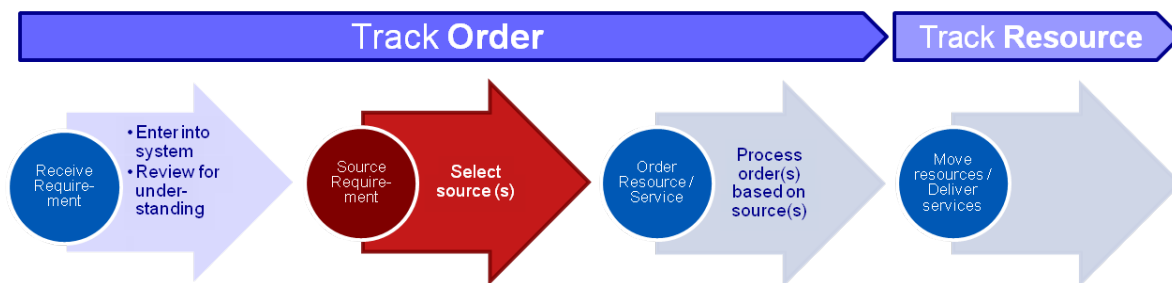 Track Order
Track Resource
Receive
Require-
ment
• Enter into
system
• Review for
under-
standing
Source
Require-
ment
Select
source (s)
Order
Resource /
Service
Process
order(s)
based on
source(s)
Move
resources /
Deliver
services